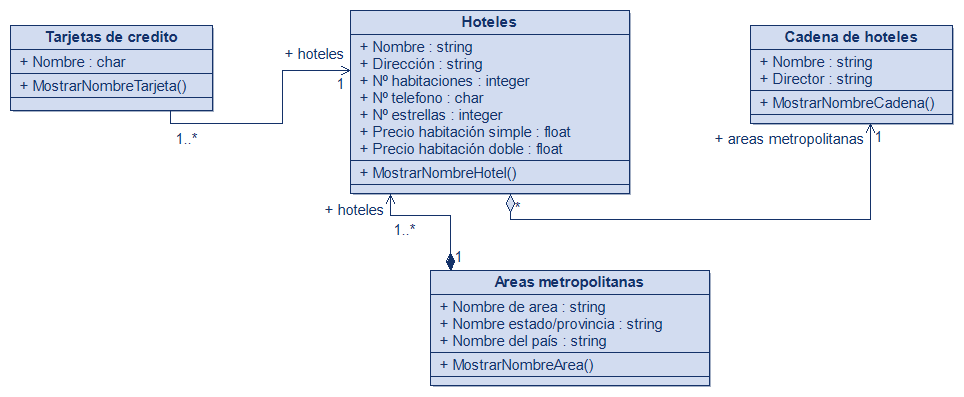 Tarjetas de credito
+ Nombre : char
+ MostrarNombreTarjeta()
1..*
+ hoteles
1
Hoteles
+ Nombre : string
+ Dirección : string
+ Nº habitaciones : integer
+ Nº telefono : char
+ Nº estrellas : integer
+ Precio habitación simple : float
+ Precio habitación doble : float
+ MostrarNombreHotel()
Cadena de hoteles
+ Nombre : string
+ Director : string
+ MostrarNombreCadena()
+ areas metropolitanas
1
*
+ hoteles
1..*
1
Areas metropolitanas
+ Nombre de area : string
+ Nombre estado/provincia : string
+ Nombre del país : string
+ MostrarNombreArea()